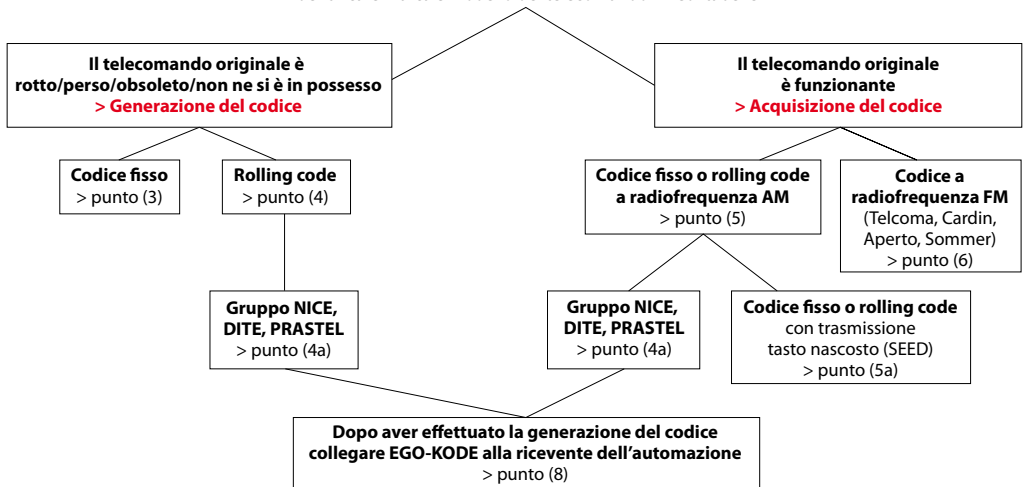 Il telecomando originale è
rotto/perso/obsoleto/non ne si è in possesso
> Generazione del codice
Il telecomando originale
è funzionante
> Acquisizione del codice
Codice fisso
> punto (3)
Rolling code
> punto (4)
Codice fisso o rolling code
a radiofrequenza AM
> punto (5)
Codice a
radiofrequenza FM
(Telcoma, Cardin,
Aperto, Sommer)
> punto (6)
Gruppo NICE,
DITE, PRASTEL
> punto (4a)
Gruppo NICE,
DITE, PRASTEL
> punto (4a)
Codice fisso o rolling code
con trasmissione
tasto nascosto (SEED)
> punto (5a)
Dopo aver effettuato la generazione del codice
collegare EGO-KODE alla ricevente dell’automazione
> punto (8)